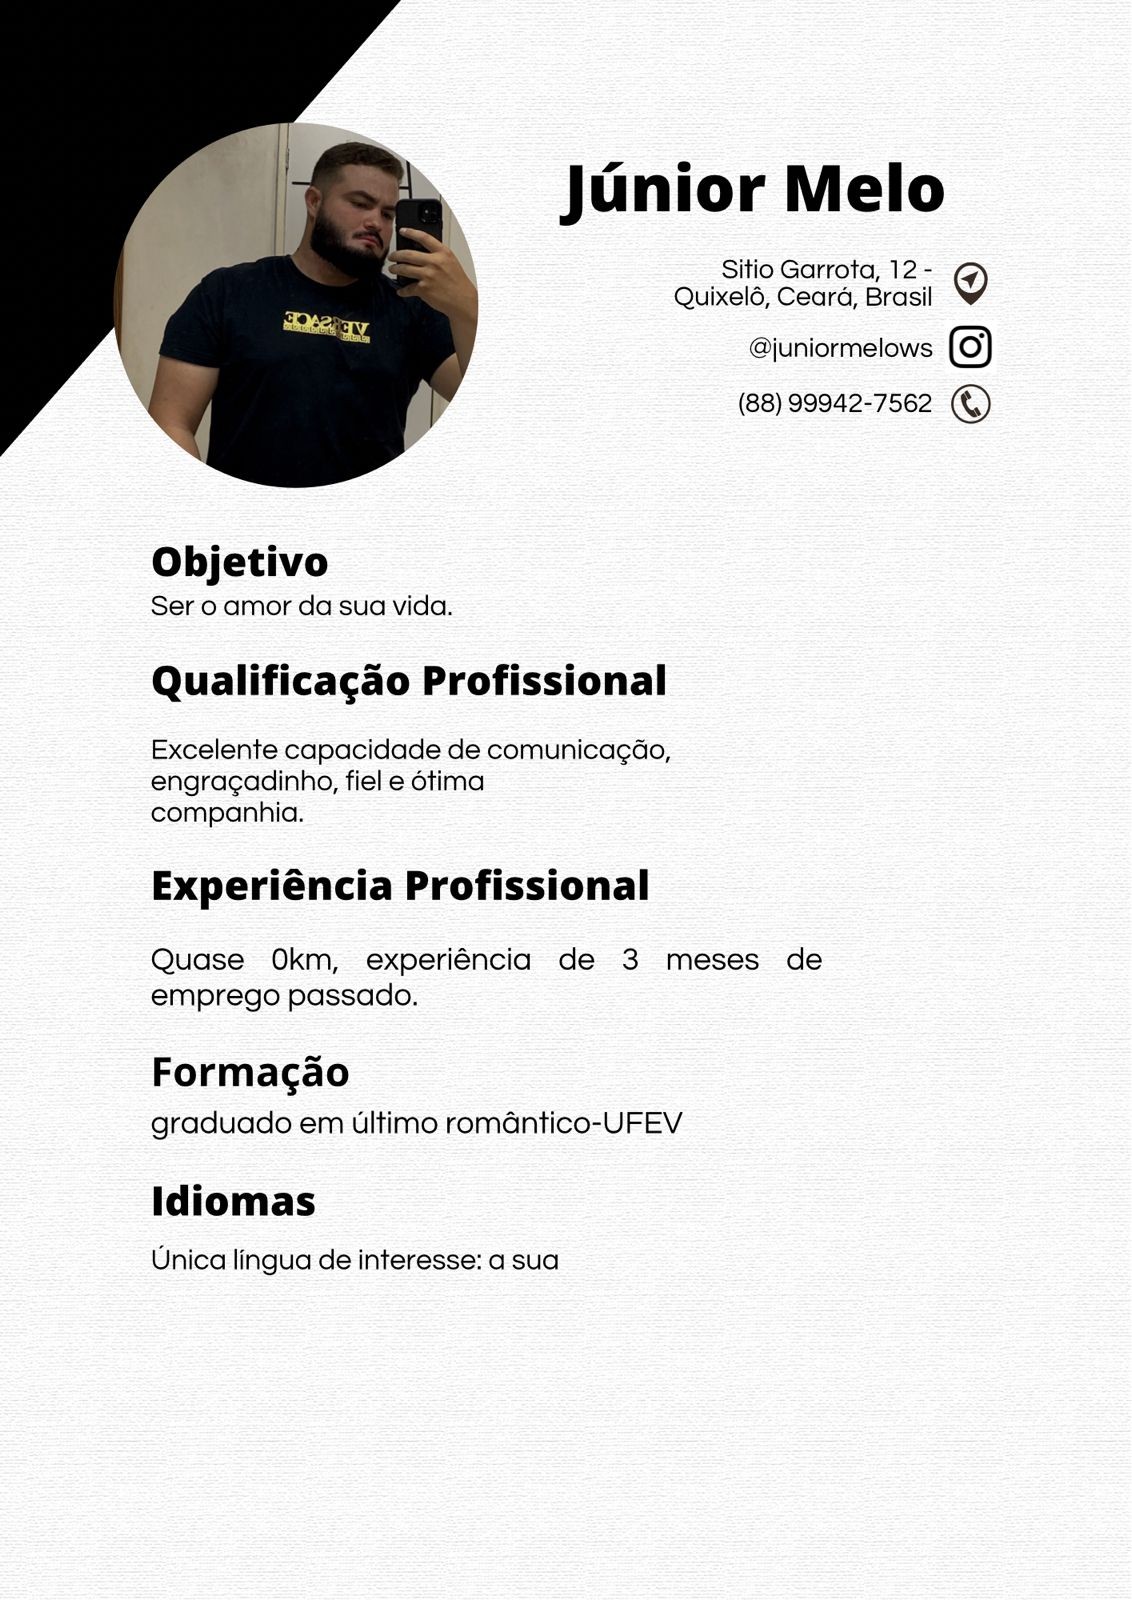 VERSACE
Júnior Melo
Sitio Garrota, 12 -
Quixelô, Ceará, Brasil
@juniormelows
(88) 99942-7562
Objetivo
Ser o amor da sua vida.
Qualificação Profissional
Excelente capacidade de comunicação,
engraçadinho, fiel e ótima
companhia.
Experiência Profissional
Quase 0km, experiência de 3 meses de
emprego passado.
Formação
graduado em último romântico-UFEV
Idiomas
Única língua de interesse: a sua